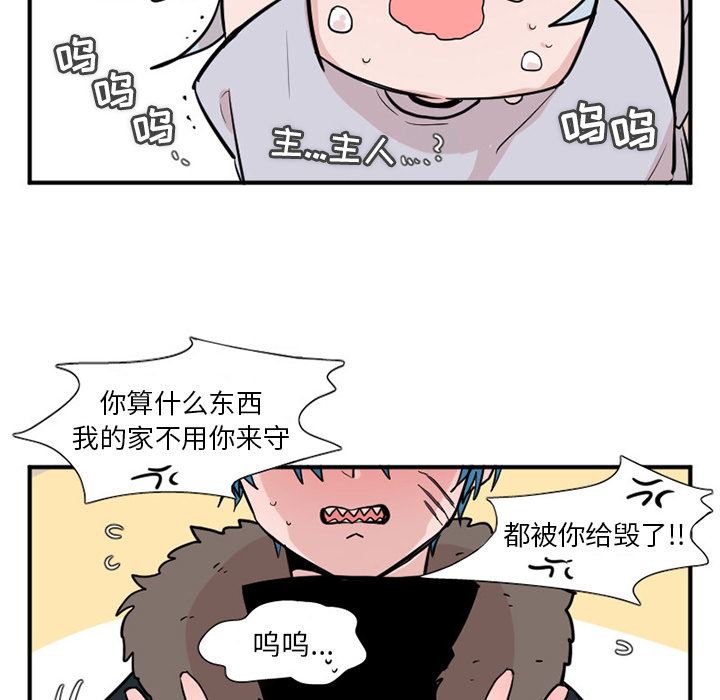 呜
呜
呜
主...主人....?
呜呜
你算什么东西
我的家不用你来守
都被你给毁了!!
呜呜...